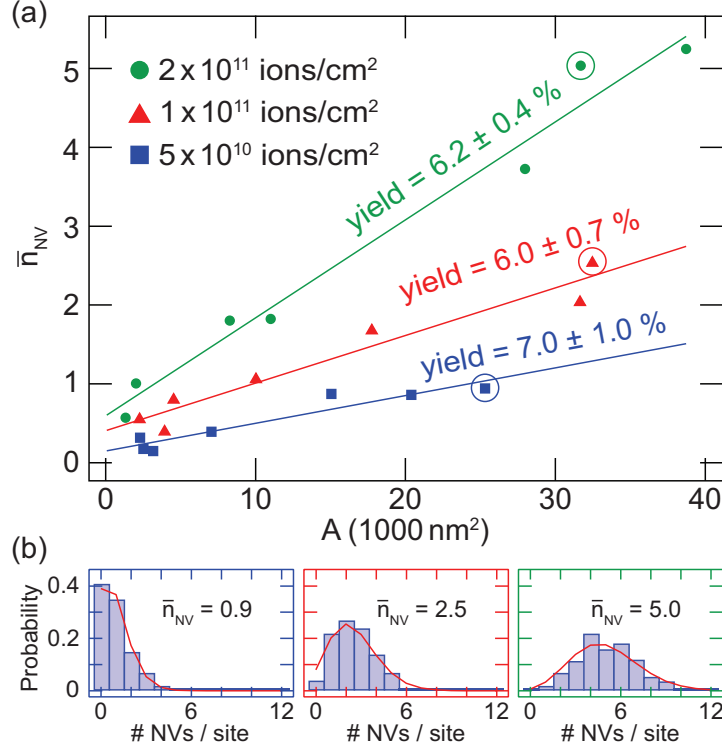 (a)
5
4
3
2
1
0
n̄NV
2 x 10¹¹ ions/cm²
1 x 10¹¹ ions/cm²
5 x 10¹⁰ ions/cm²
yield = 6.2 ± 0.4 %
yield = 6.0 ± 0.7 %
yield = 7.0 ± 1.0 %
0 10 20 30 40
A (1000 nm²)
(b)
Probability
0.4
0.2
0
n̄NV = 0.9
n̄NV = 2.5
n̄NV = 5.0
0 6 12
0 6 12
0 6 12
# NVs / site
# NVs / site
# NVs / site